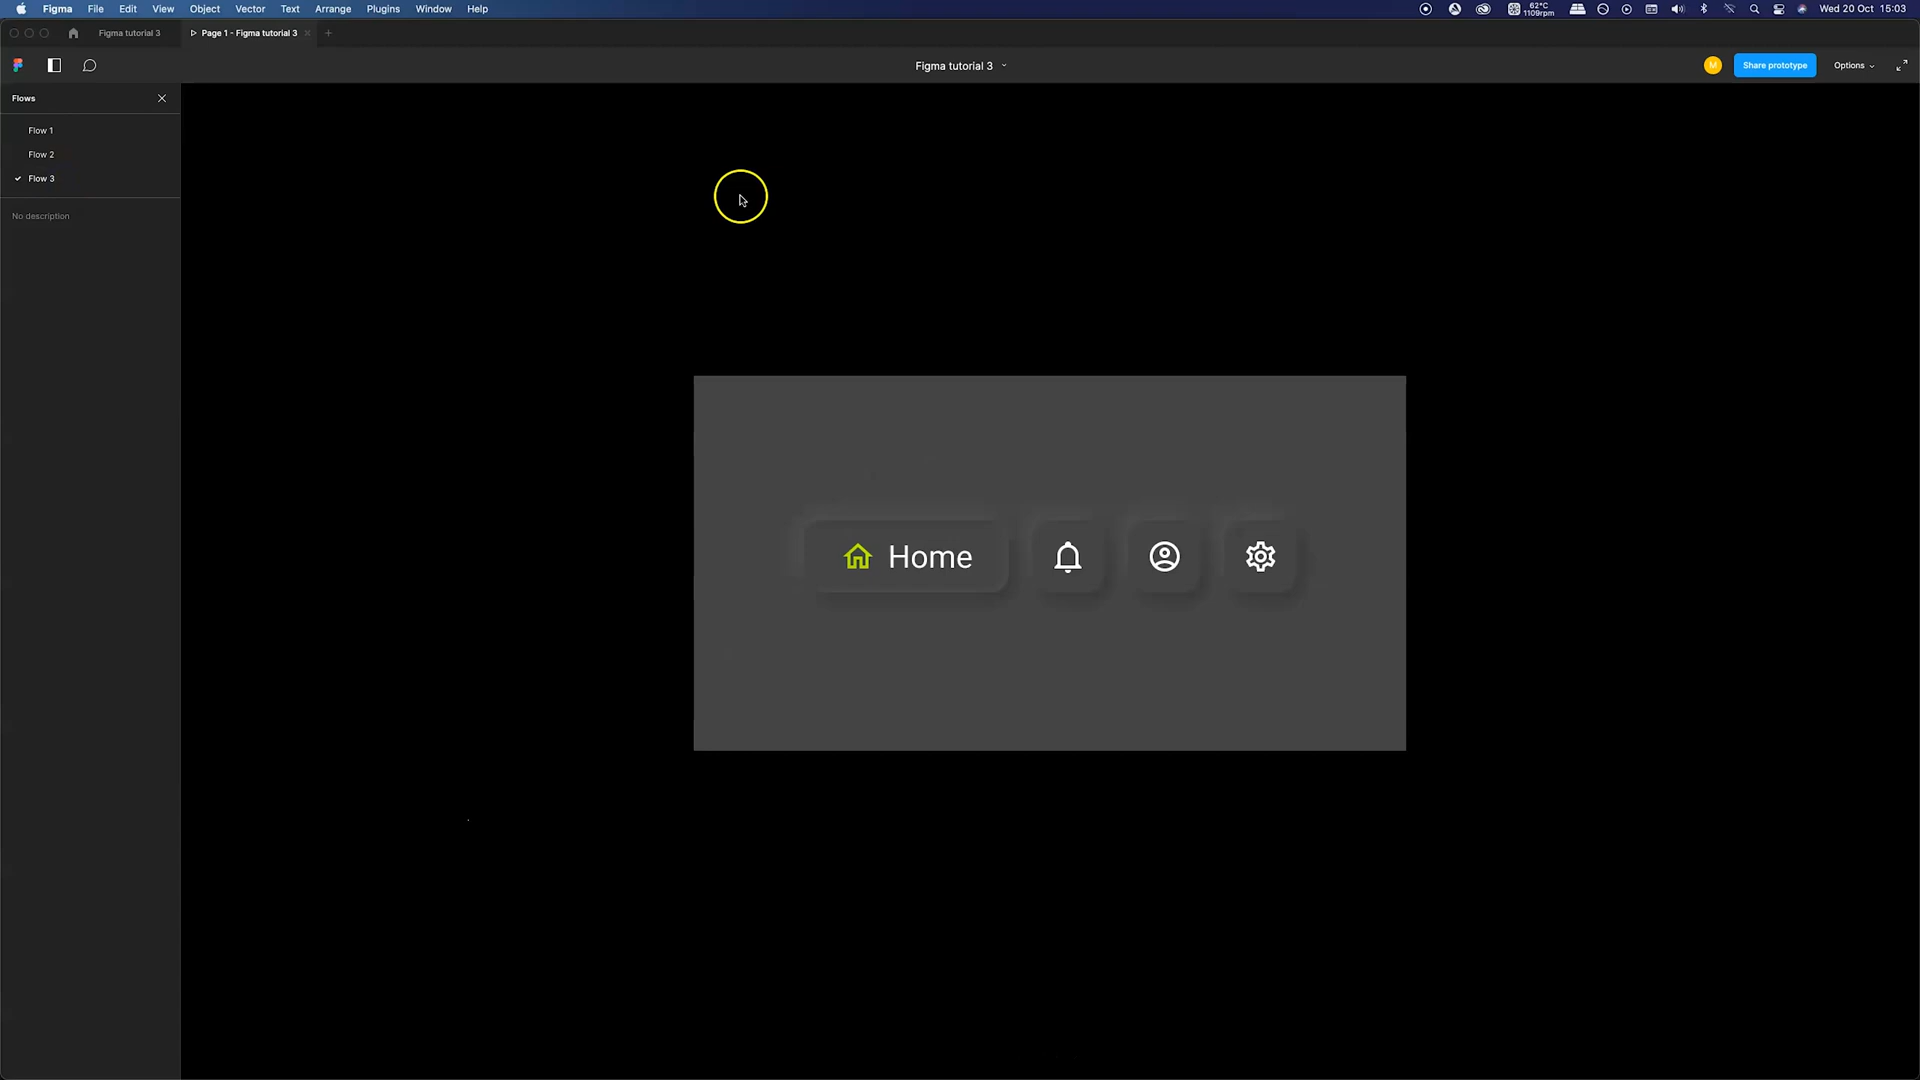 Figma File Edit View Object Vector Text Arrange Plugins Window Help 62°C 1109rpm Wed 20 Oct 15:03
Figma tutorial 3 Page 1 - Figma tutorial 3
Figma tutorial 3 M Share prototype Options
Flows
Flow 1
Flow 2
Flow 3
No description
Home